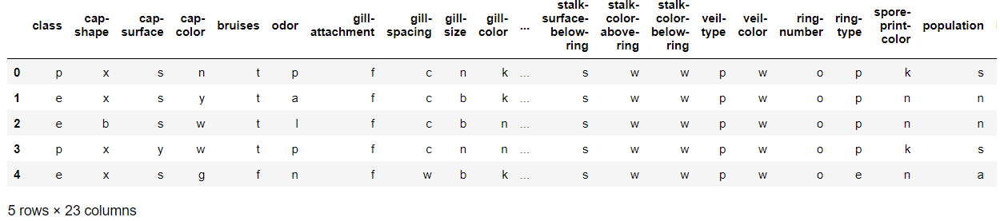 class cap-shape cap-surface cap-color bruises odor gill-attachment gill-spacing gill-size gill-color ... stalk-surface-below-ring stalk-color-above-ring stalk-color-below-ring veil-type veil-color ring-number ring-type spore-print-color population
0 p x s n t p f c n k ... s w w p w o p k s
1 e x s y t a f c b k ... s w w p w o p n n
2 e b s w t l f c b n ... s w w p w o p n n
3 p x y w t p f c n n ... s w w p w o p k s
4 e x s g f n f w b k ... s w w p w o e n a
5 rows × 23 columns